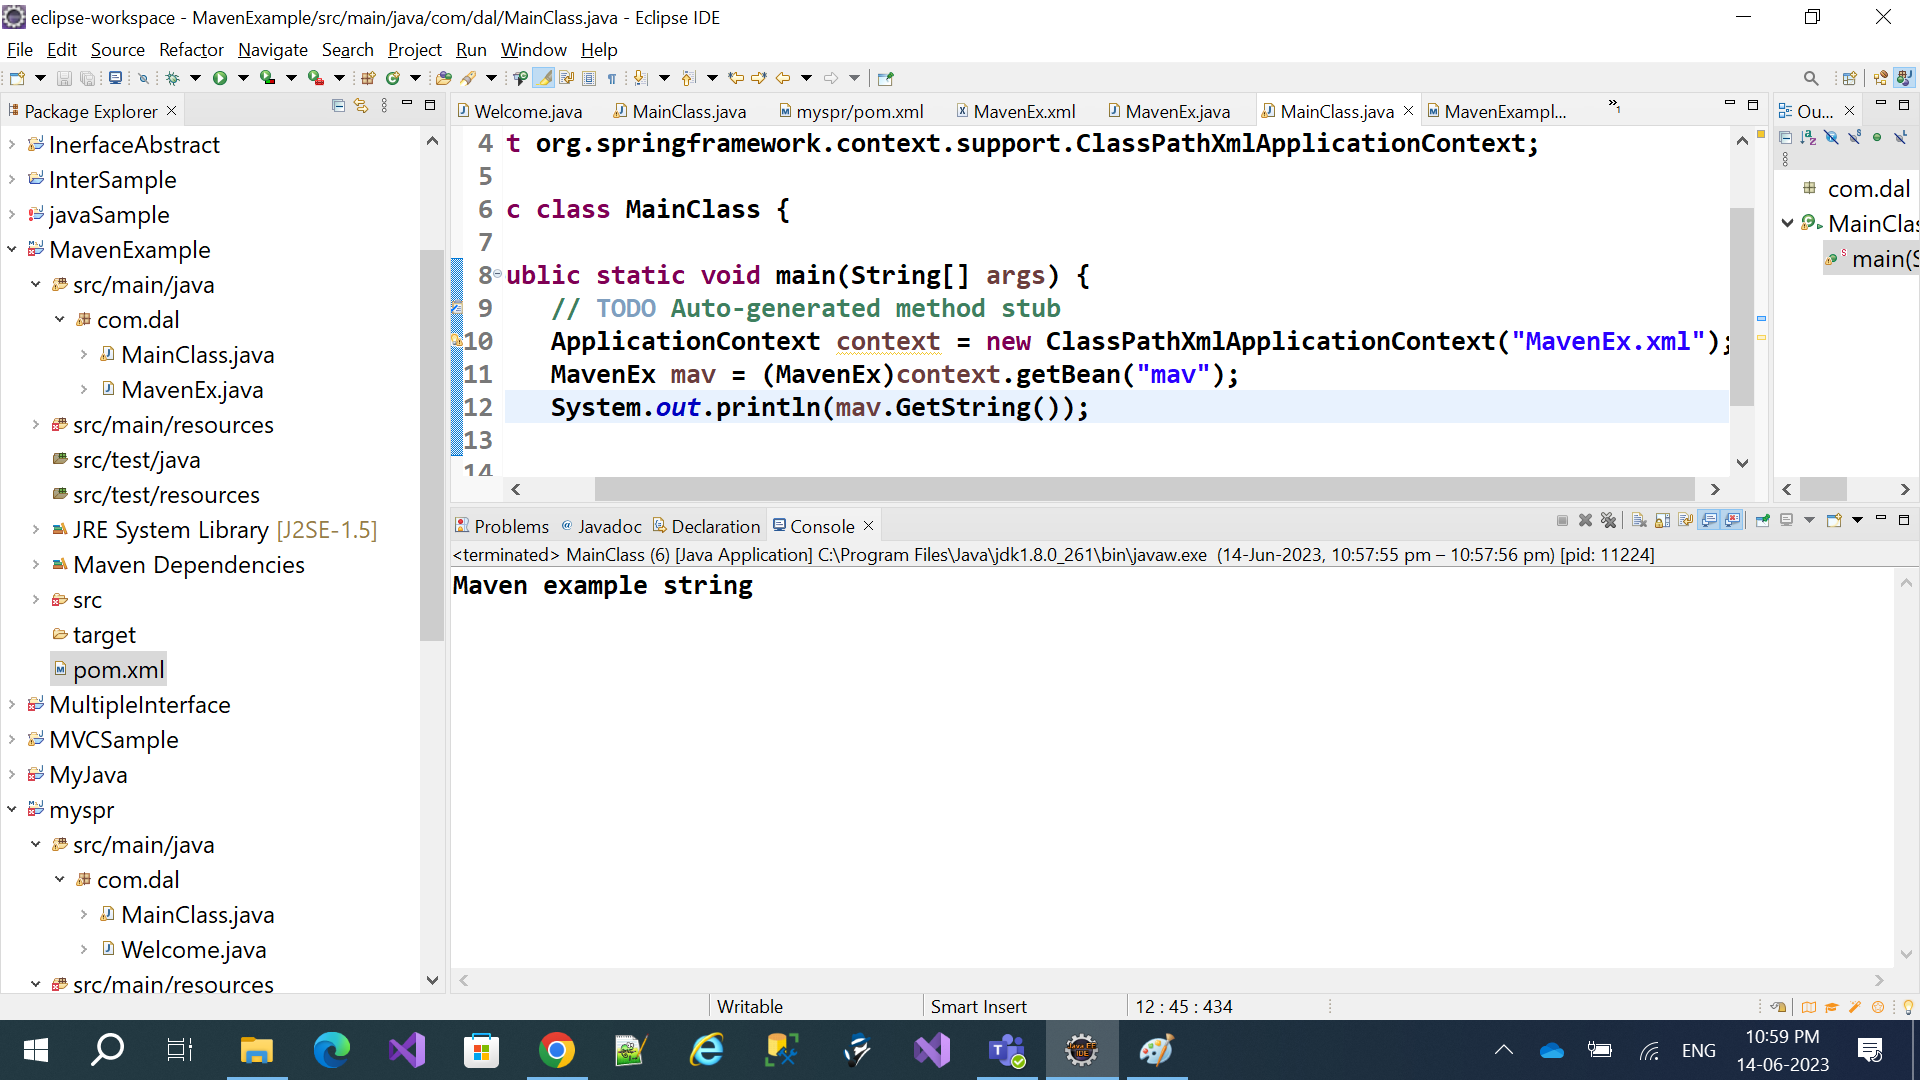 eclipse-workspace - MavenExample/src/main/java/com/dal/MainClass.java - Eclipse IDE
File Edit Source Refactor Navigate Search Project Run Window Help
Package Explorer
InerfaceAbstract
InterSample
javaSample
MavenExample
src/main/java
com.dal
MainClass.java
MavenEx.java
src/main/resources
src/test/java
src/test/resources
JRE System Library [J2SE-1.5]
Maven Dependencies
src
target
pom.xml
MultipleInterface
MVCSample
MyJava
myspr
src/main/java
com.dal
MainClass.java
Welcome.java
src/main/resources
Welcome.java MainClass.java myspr/pom.xml MavenEx.xml MavenEx.java MainClass.java MavenExampl... »1
4 t org.springframework.context.support.ClassPathXmlApplicationContext;
5
6 c class MainClass {
7
8 ublic static void main(String[] args) {
9 // TODO Auto-generated method stub
10 ApplicationContext context = new ClassPathXmlApplicationContext("MavenEx.xml");
11 MavenEx mav = (MavenEx)context.getBean("mav");
12 System.out.println(mav.GetString());
13
14
Ou...
com.dal
MainClas
main(S
Problems Javadoc Declaration Console
<terminated> MainClass (6) [Java Application] C:\Program Files\Java\jdk1.8.0_261\bin\javaw.exe (14-Jun-2023, 10:57:55 pm – 10:57:56 pm) [pid: 11224]
Maven example string
Writable Smart Insert 12 : 45 : 434
ENG
10:59 PM
14-06-2023